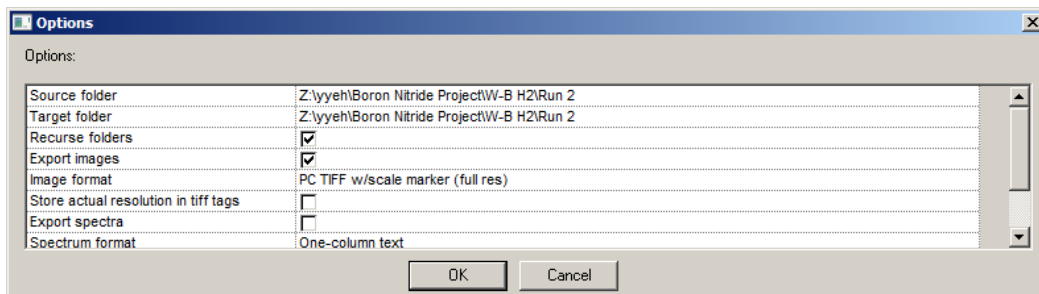 Options
Options:
Source folder Z:\yyeh\Boron Nitride Project\W-B H2\Run 2
Target folder Z:\yyeh\Boron Nitride Project\W-B H2\Run 2
Recurse folders
Export images
Image format PC TIFF w/scale marker (full res)
Store actual resolution in tiff tags
Export spectra
Spectrum format One-column text
OK Cancel